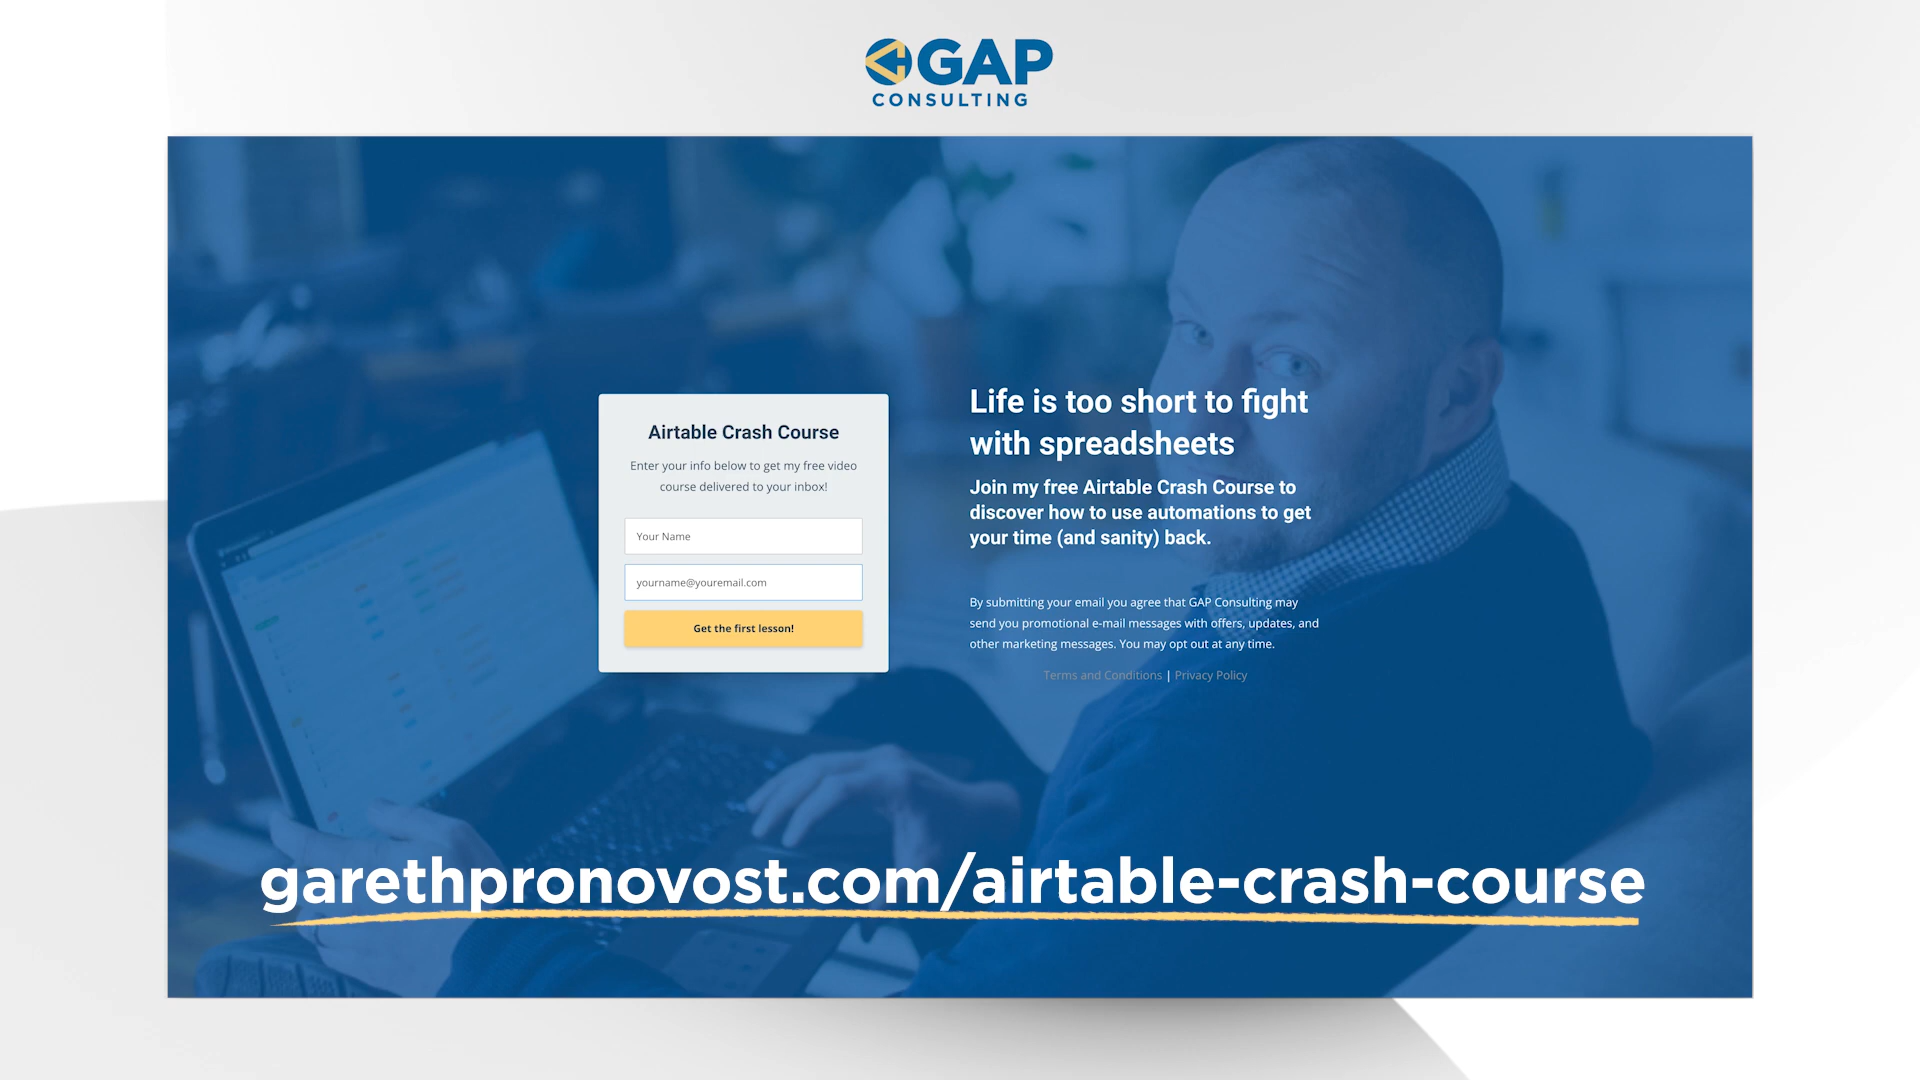 GAP
CONSULTING
Airtable Crash Course
Enter your info below to get my free video
course delivered to your inbox!
Your Name
yourname@youremail.com
Get the first lesson!
Life is too short to fight
with spreadsheets
Join my free Airtable Crash Course to
discover how to use automations to get
your time (and sanity) back.
By submitting your email you agree that GAP Consulting may
send you promotional e-mail messages with offers, updates, and
other marketing messages. You may opt out at any time.
Terms and Conditions | Privacy Policy
garethpronovost.com/airtable-crash-course